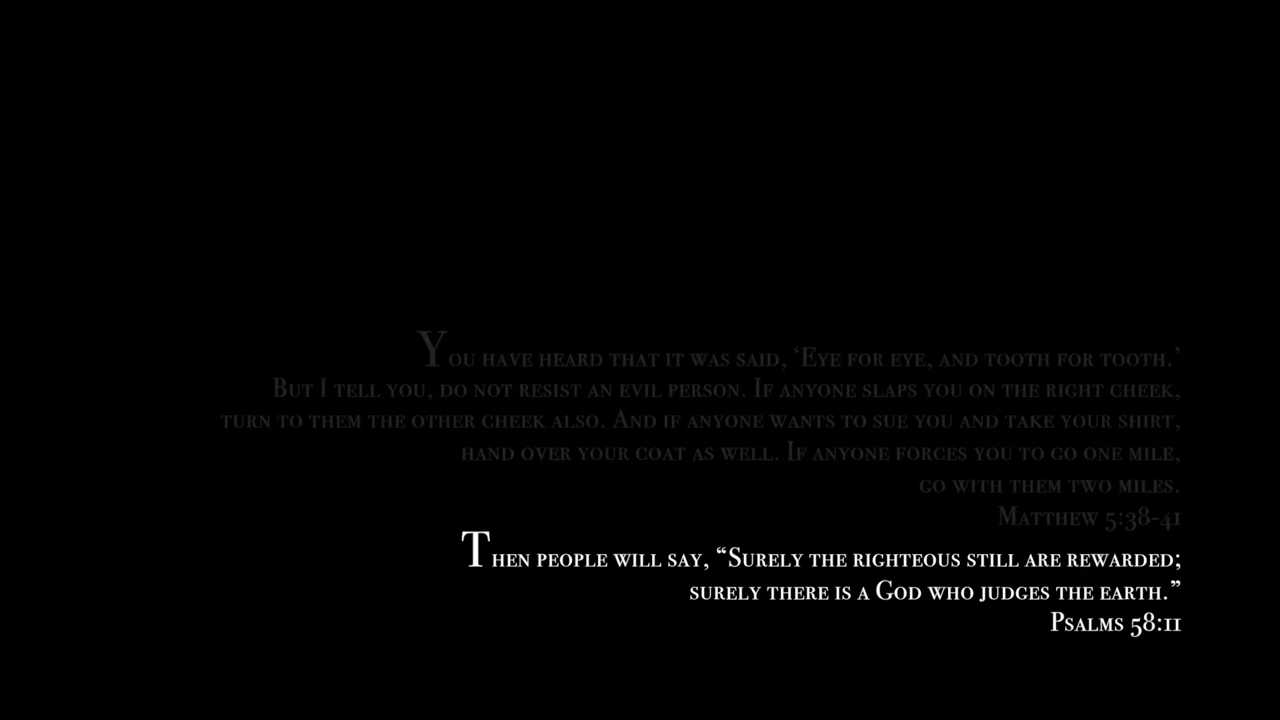 You have heard that it was said, ‘Eye for eye, and tooth for tooth.’
But I tell you, do not resist an evil person. If anyone slaps you on the right cheek,
turn to them the other cheek also. And if anyone wants to sue you and take your shirt,
hand over your coat as well. If anyone forces you to go one mile,
go with them two miles.
Matthew 5:38-41
Then people will say, “Surely the righteous still are rewarded;
surely there is a God who judges the earth.”
Psalms 58:11